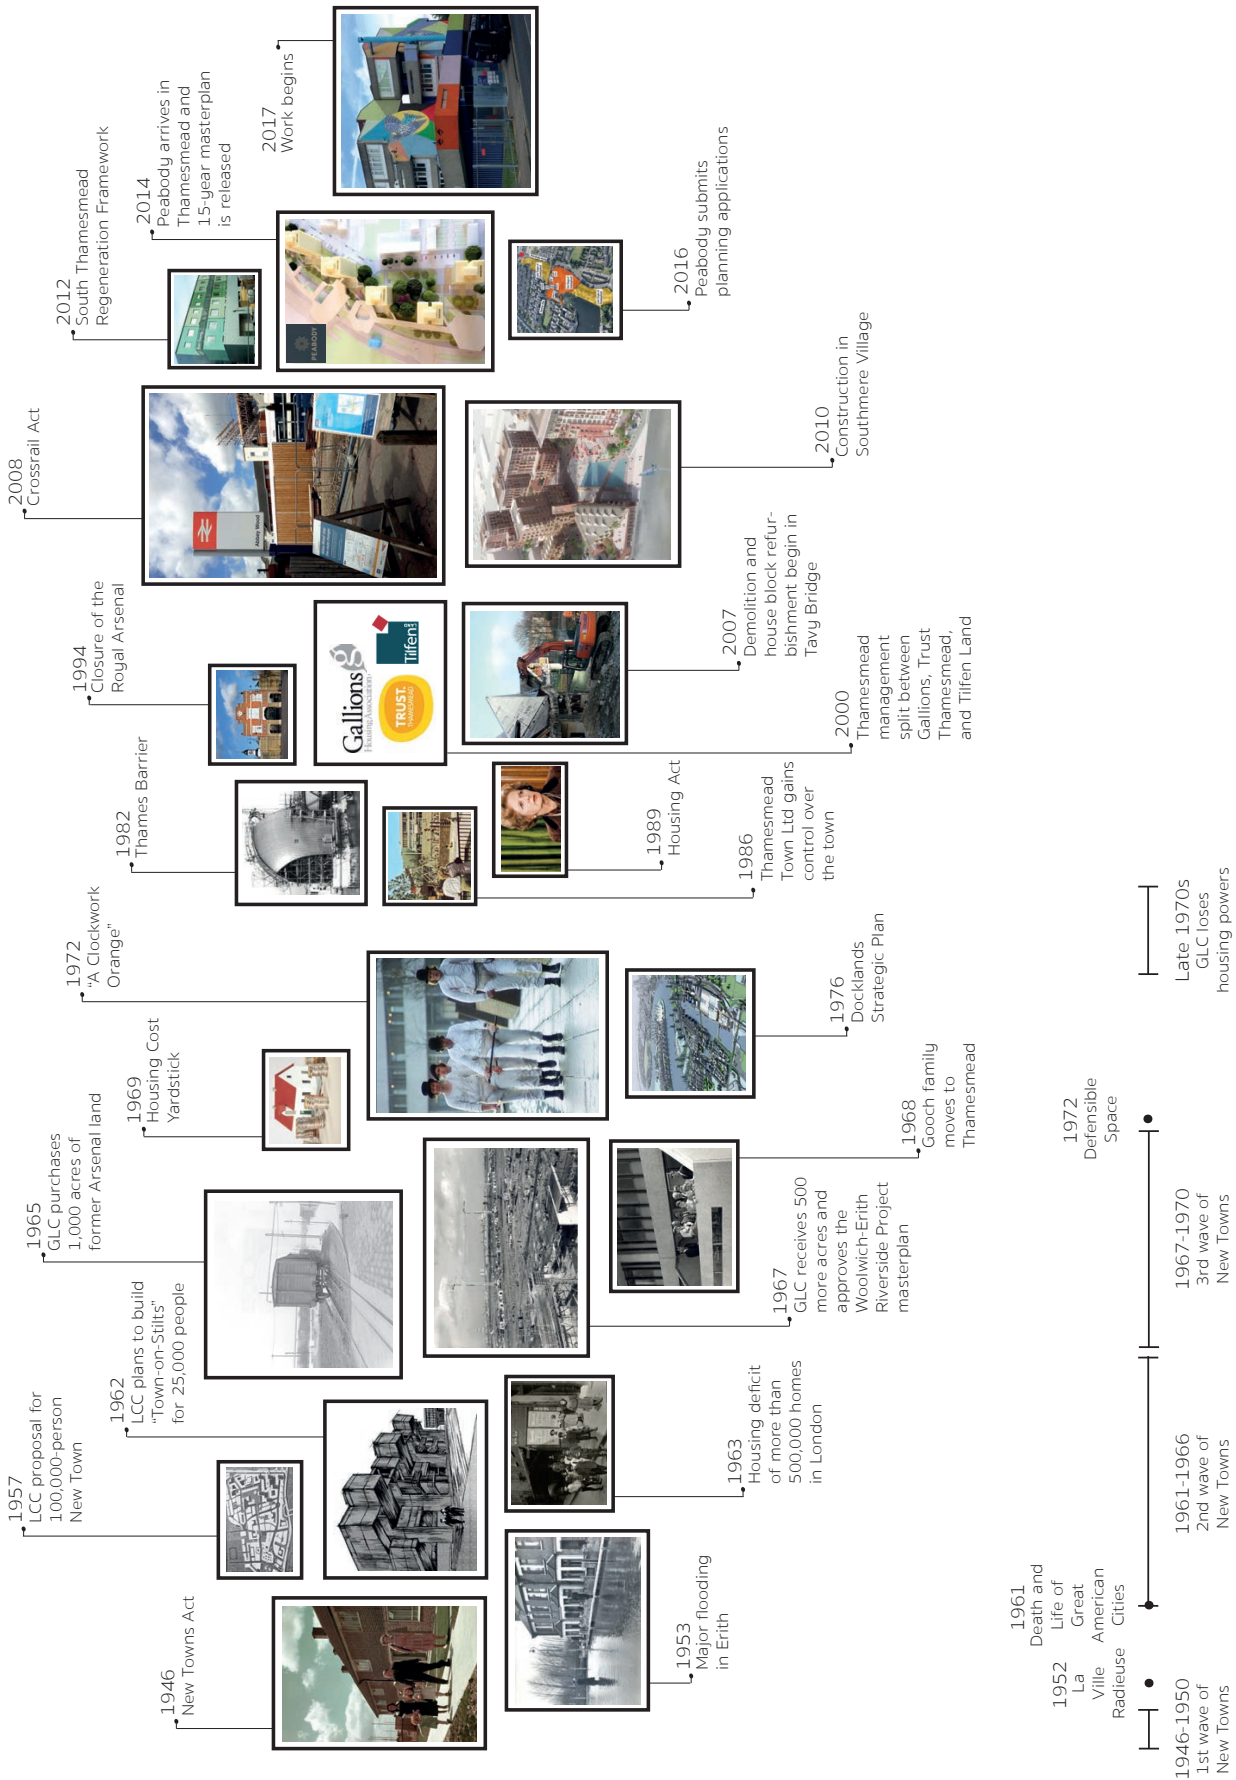 1946
New Towns Act
1953
Major flooding
in Erith
1957
LCC proposal for
100,000-person
New Town
1962
LCC plans to build
“Town-on-Stilts”
for 25,000 people
1963
Housing deficit
of more than
500,000 homes
in London
1965
GLC purchases
1,000 acres of
former Arsenal land
1967
GLC receives 500
more acres and
approves the
Woolwich-Erith
Riverside Project
masterplan
1968
Gooch family
moves to
Thamesmead
1969
Housing Cost
Yardstick
1972
“A Clockwork
Orange”
1976
Docklands
Strategic Plan
1982
Thames Barrier
1986
Thamesmead
Town Ltd gains
control over
the town
1989
Housing Act
1994
Closure of the
Royal Arsenal
Gallions
Housing Association
TRUST.
THAMESMEAD
Tilfen
2000
Thamesmead
management
split between
Gallions, Trust
Thamesmead,
and Tilfen Land
2007
Demolition and
house block refur-
bishment begin in
Tavy Bridge
2008
Crossrail Act
Abbey Wood
2010
Construction in
Southmere Village
2012
South Thamesmead
Regeneration Framework
2014
Peabody arrives in
Thamesmead and
15-year masterplan
is released
PEABODY
2016
Peabody submits
planning applications
2017
Work begins
1946-1950
1st wave of
New Towns
1952
La
Ville
Radieuse
1961
Death and
Life of
Great
American
Cities
1961-1966
2nd wave of
New Towns
1967-1970
3rd wave of
New Towns
1972
Defensible
Space
Late 1970s
GLC loses
housing powers